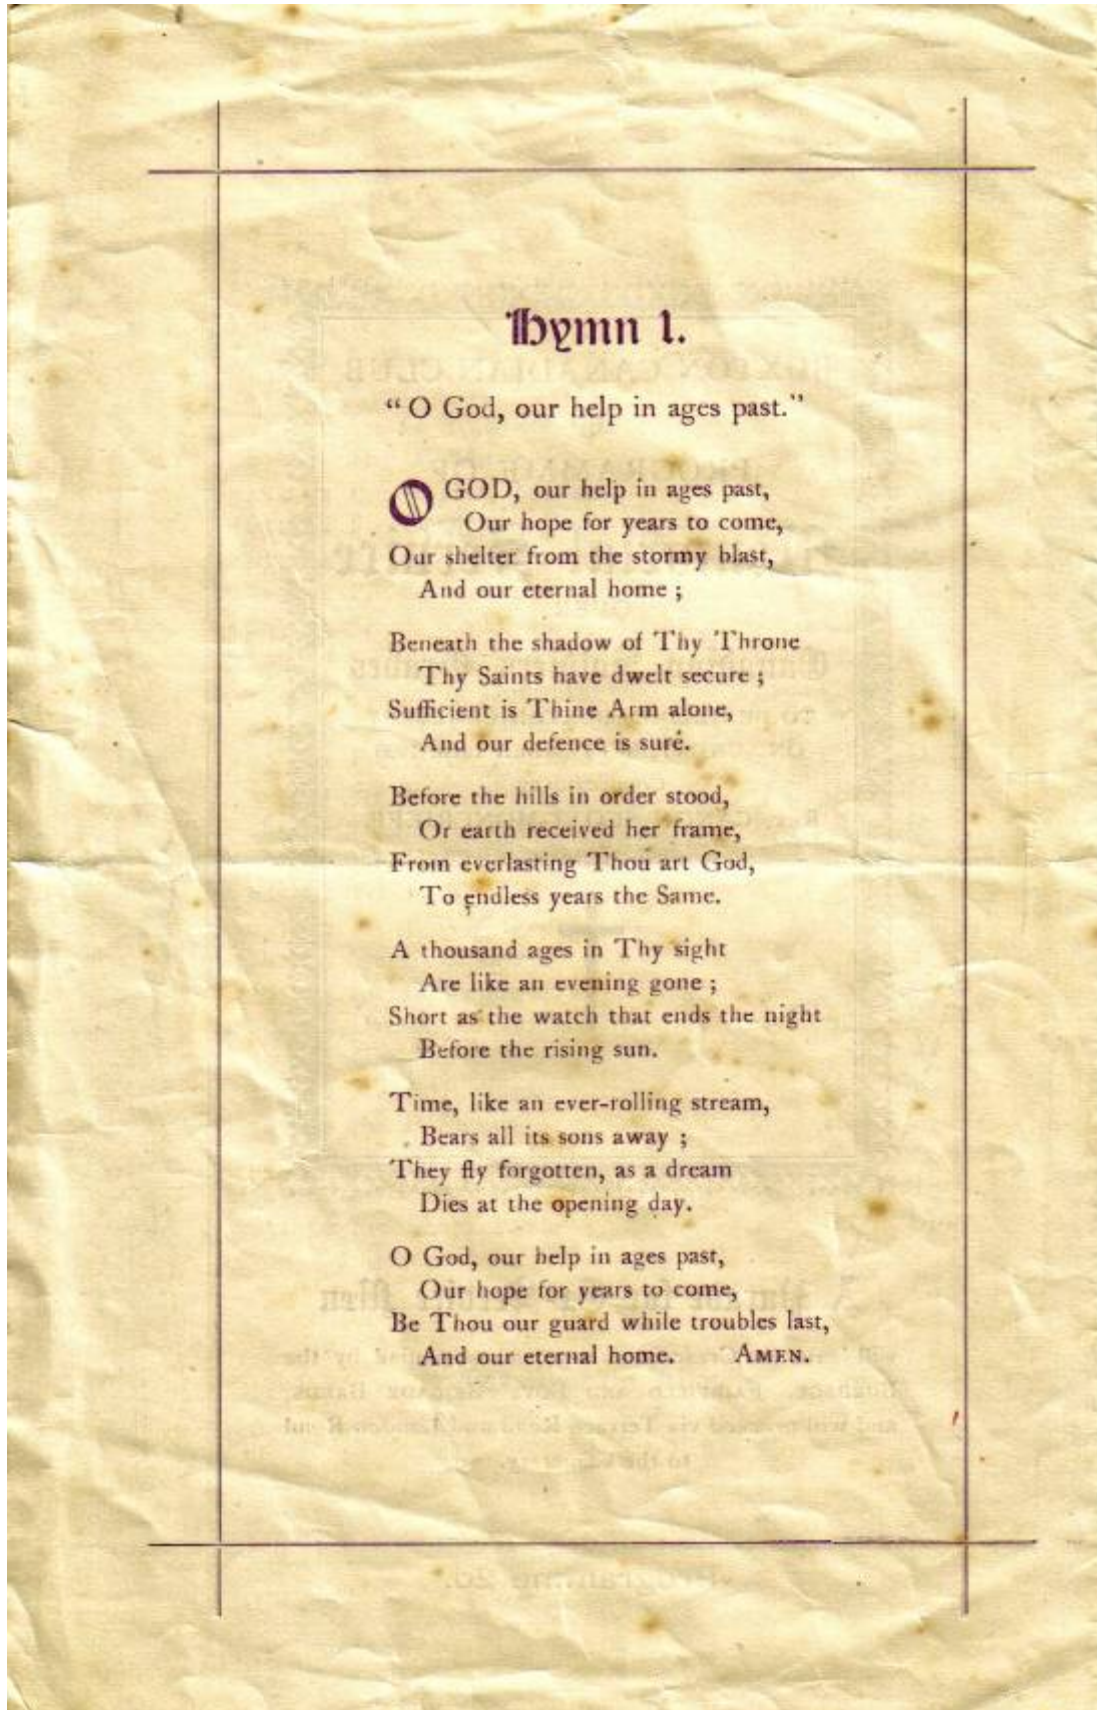 Hymn 1.
“O God, our help in ages past.”
O GOD, our help in ages past,
Our hope for years to come,
Our shelter from the stormy blast,
And our eternal home ;
Beneath the shadow of Thy Throne
Thy Saints have dwelt secure ;
Sufficient is Thine Arm alone,
And our defence is sure.
Before the hills in order stood,
Or earth received her frame,
From everlasting Thou art God,
To endless years the Same.
A thousand ages in Thy sight
Are like an evening gone ;
Short as the watch that ends the night
Before the rising sun.
Time, like an ever-rolling stream,
Bears all its sons away ;
They fly forgotten, as a dream
Dies at the opening day.
O God, our help in ages past,
Our hope for years to come,
Be Thou our guard while troubles last,
And our eternal home. AMEN.